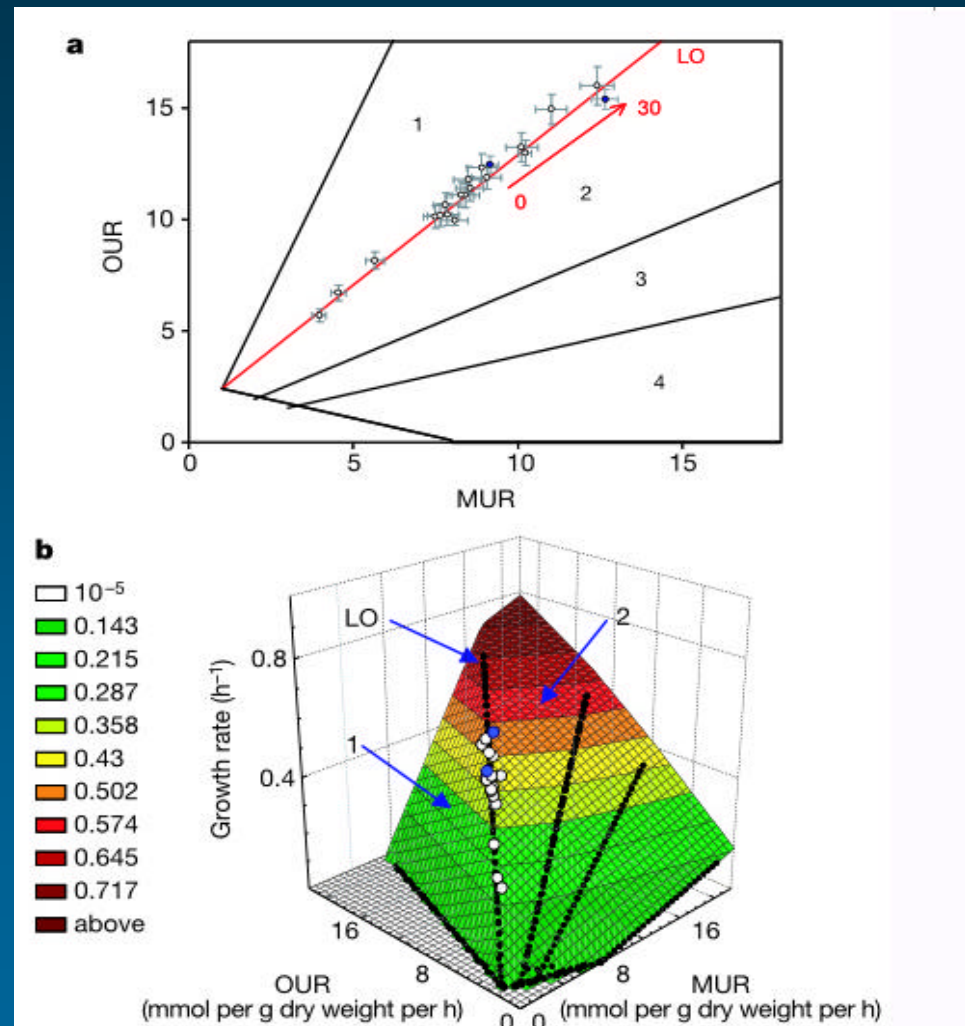 a
15
10
5
0
OUR
0
5
10
15
MUR
1
2
3
4
LO
30
0
b
10⁻⁵
0.143
0.215
0.287
0.358
0.43
0.502
0.574
0.645
0.717
above
Growth rate (h⁻¹)
0.8
0.4
LO
2
1
16
8
0
0
8
16
OUR
(mmol per g dry weight per h)
MUR
(mmol per g dry weight per h)